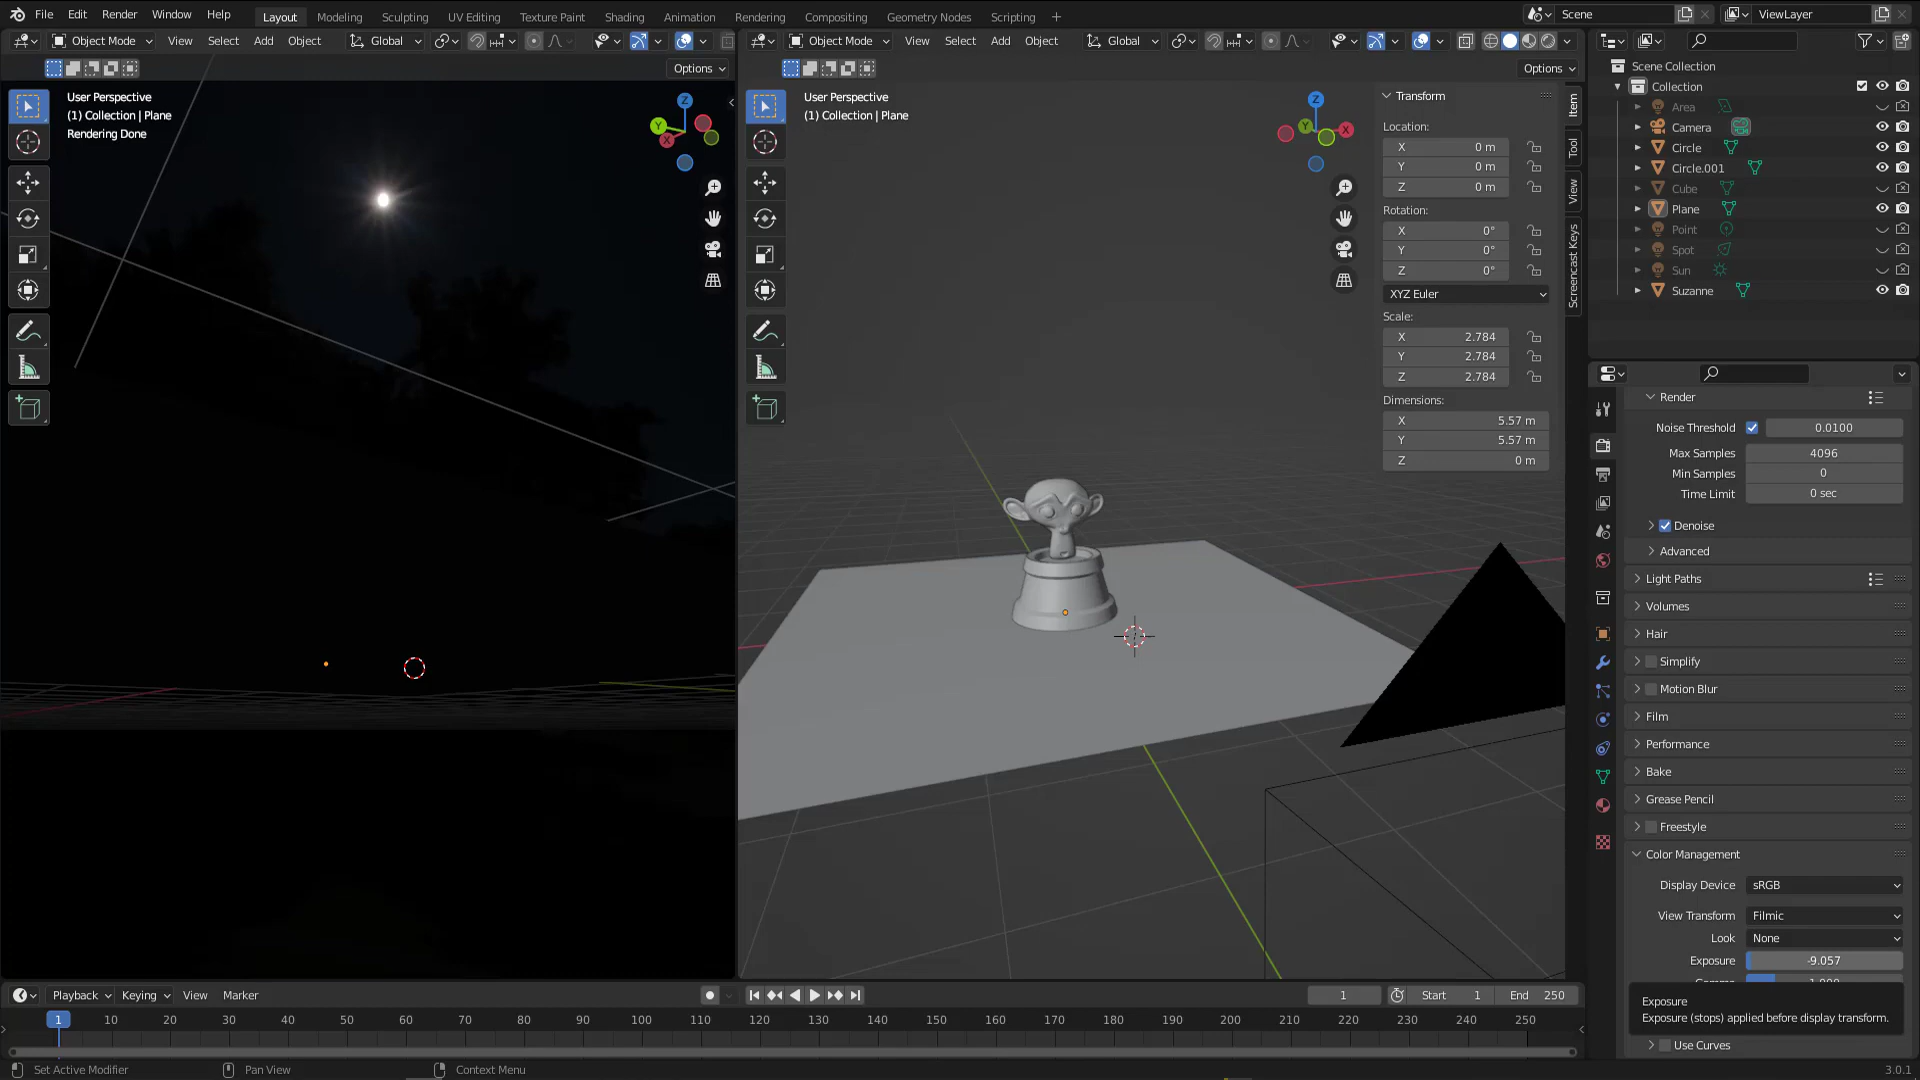 File Edit Render Window Help Layout Modeling Sculpting UV Editing Texture Paint Shading Animation Rendering Compositing Geometry Nodes Scripting + Scene ViewLayer
Object Mode View Select Add Object Global
Options
User Perspective
(1) Collection | Plane
Rendering Done
Z
Y
X
Object Mode View Select Add Object Global
Options
User Perspective
(1) Collection | Plane
Z
Y
X
Transform
Location:
X 0 m
Y 0 m
Z 0 m
Rotation:
X 0°
Y 0°
Z 0°
XYZ Euler
Scale:
X 2.784
Y 2.784
Z 2.784
Dimensions:
X 5.57 m
Y 5.57 m
Z 0 m
Item
Tool
View
Screencast Keys
Scene Collection
Collection
Area
Camera
Circle
Circle.001
Cube
Plane
Point
Spot
Sun
Suzanne
Render
Noise Threshold 0.0100
Max Samples 4096
Min Samples 0
Time Limit 0 sec
Denoise
Advanced
Light Paths
Volumes
Hair
Simplify
Motion Blur
Film
Performance
Bake
Grease Pencil
Freestyle
Color Management
Display Device sRGB
View Transform Filmic
Look None
Exposure -9.057
Exposure
Exposure (stops) applied before display transform.
Use Curves
Playback Keying View Marker 1 Start 1 End 250
1 10 20 30 40 50 60 70 80 90 100 110 120 130 140 150 160 170 180 190 200 210 220 230 240 250
Set Active Modifier Pan View Context Menu 3.0.1